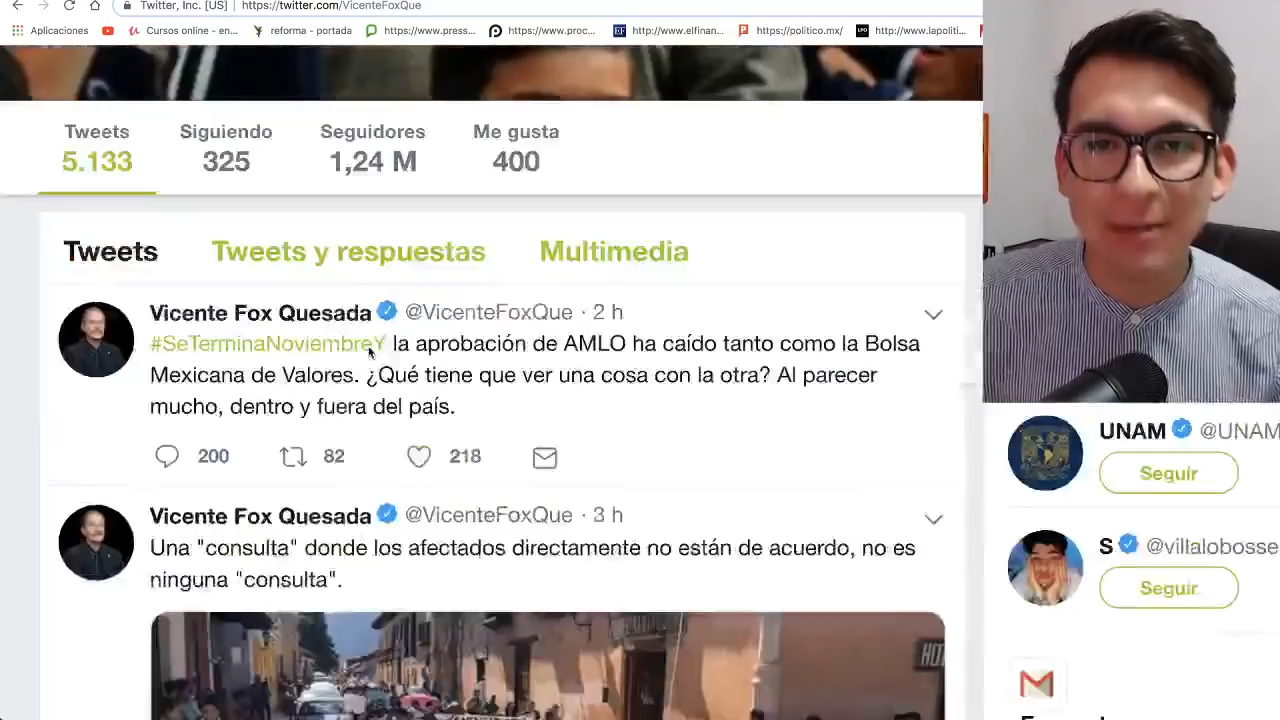 Twitter, Inc. [US]
https://twitter.com/VicenteFoxQue
Aplicaciones
Cursos online - en...
reforma - portada
https://www.press...
https://www.proc...
EF
http://www.elfinan...
https://politico.mx/
LPO
http://www.lapoliti...
Tweets
Siguiendo
Seguidores
Me gusta
5.133
325
1,24 M
400
Tweets
Tweets y respuestas
Multimedia
Vicente Fox Quesada @VicenteFoxQue · 2 h
#SeTerminaNoviembreY la aprobación de AMLO ha caído tanto como la Bolsa
Mexicana de Valores. ¿Qué tiene que ver una cosa con la otra? Al parecer
mucho, dentro y fuera del país.
200
82
218
Vicente Fox Quesada @VicenteFoxQue · 3 h
Una "consulta" donde los afectados directamente no están de acuerdo, no es
ninguna "consulta".
UNAM @UNAM
Seguir
S @villalobosse
Seguir